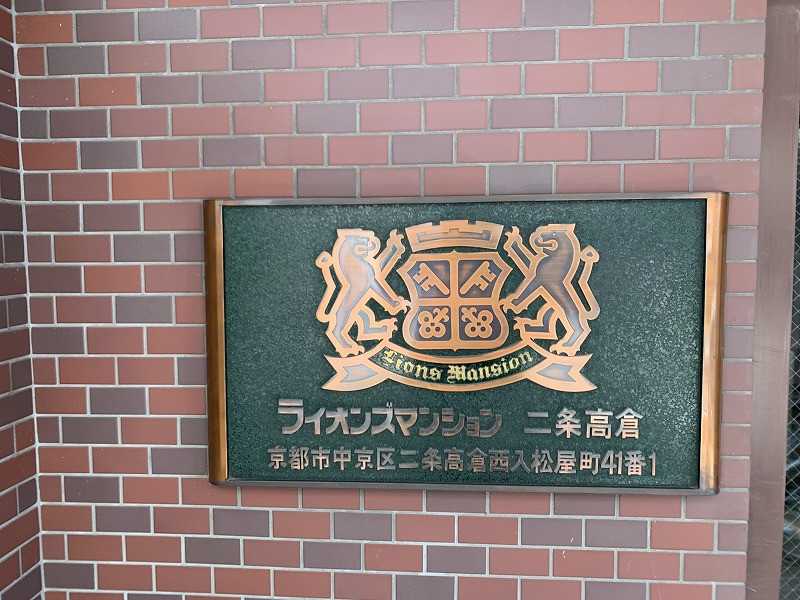 Lions Mansion
ライオンズマンション 二条高倉
京都市中京区二条高倉西入松屋町41番1